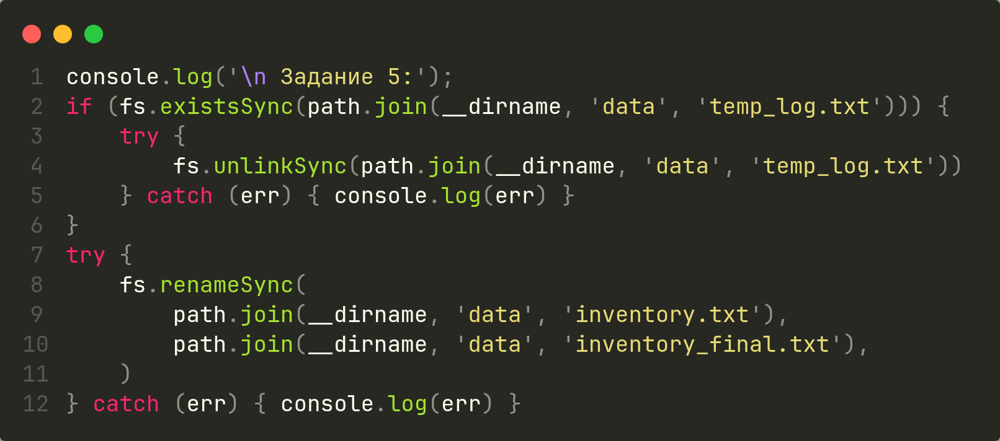 1 console.log('\n Задание 5:');
2 if (fs.existsSync(path.join(__dirname, 'data', 'temp_log.txt'))) {
3     try {
4         fs.unlinkSync(path.join(__dirname, 'data', 'temp_log.txt'))
5     } catch (err) { console.log(err) }
6 }
7 try {
8     fs.renameSync(
9         path.join(__dirname, 'data', 'inventory.txt'),
10         path.join(__dirname, 'data', 'inventory_final.txt'),
11     )
12 } catch (err) { console.log(err) }